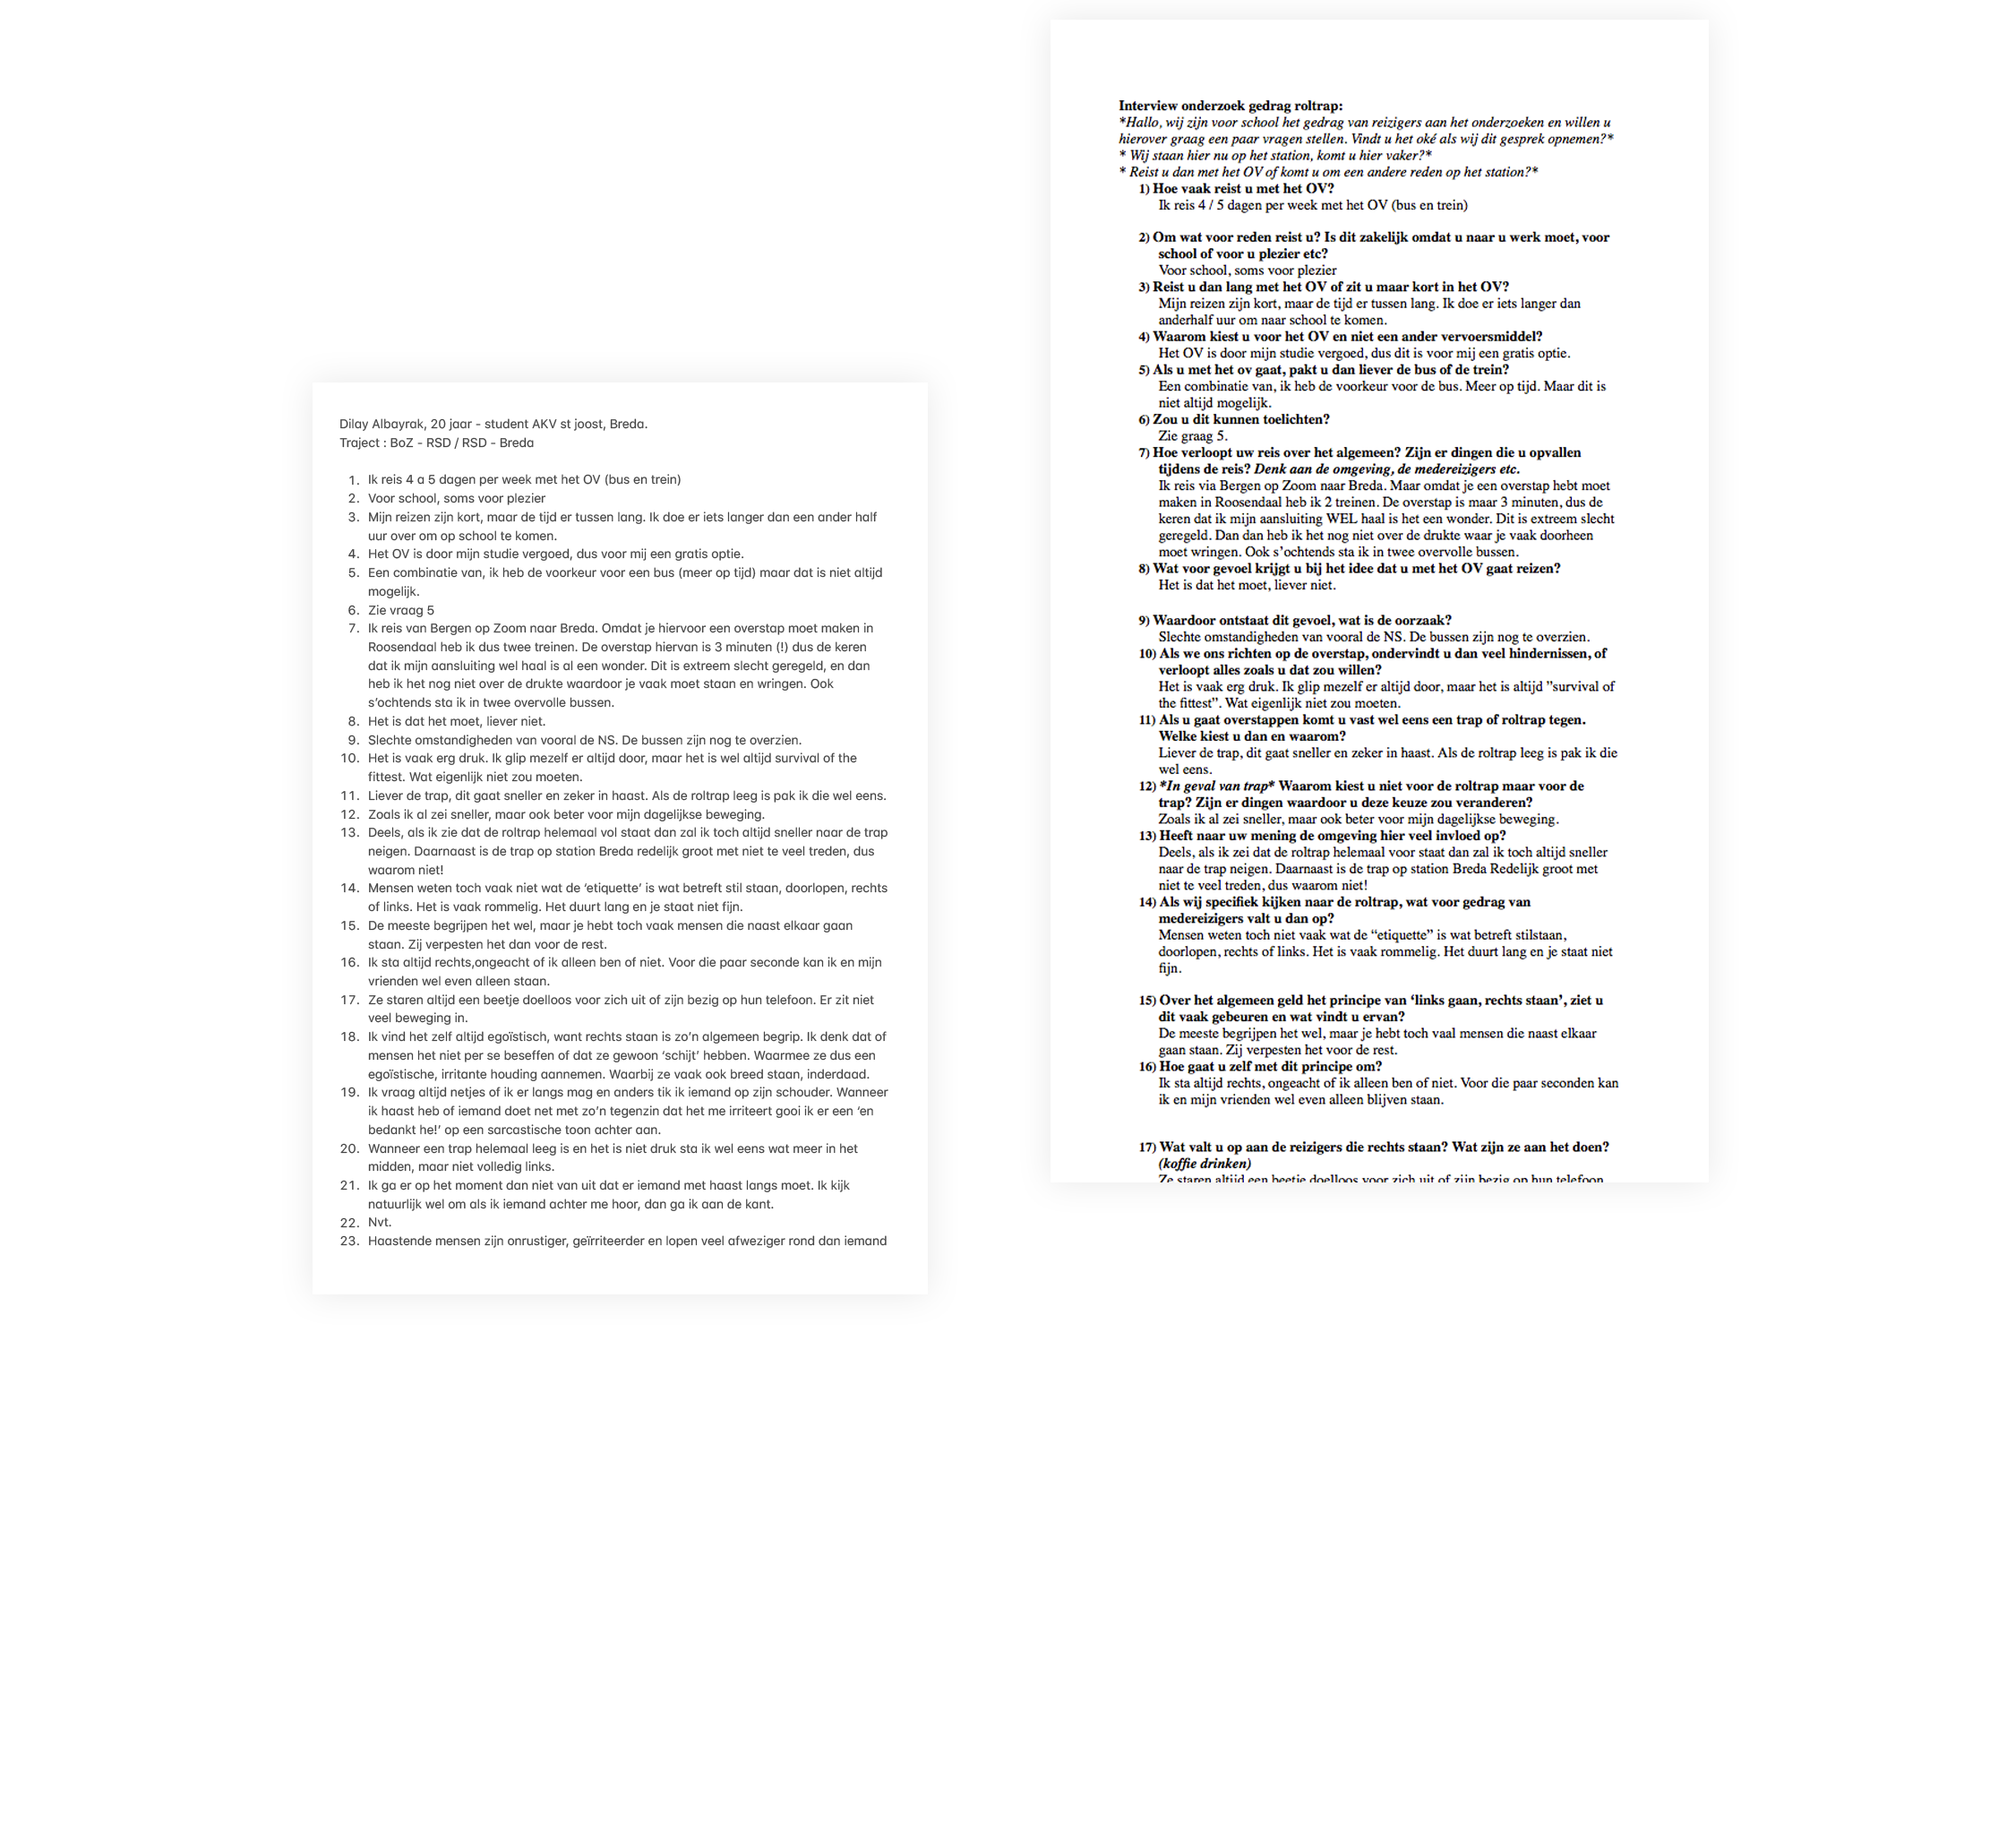 Dilay Albayrak, 20 jaar - student AKV st joost, Breda.
Traject : BoZ - RSD / RSD - Breda
1. Ik reis 4 a 5 dagen per week met het OV (bus en trein)
2. Voor school, soms voor plezier
3. Mijn reizen zijn kort, maar de tijd er tussen lang. Ik doe er iets langer dan een ander half
uur over om op school te komen.
4. Het OV is door mijn studie vergoed, dus voor mij een gratis optie.
5. Een combinatie van, ik heb de voorkeur voor een bus (meer op tijd) maar dat is niet altijd
mogelijk.
6. Zie vraag 5
7. Ik reis van Bergen op Zoom naar Breda. Omdat je hiervoor een overstap moet maken in
Roosendaal heb ik dus twee treinen. De overstap hiervan is 3 minuten (!) dus de keren
dat ik mijn aansluiting wel haal is al een wonder. Dit is extreem slecht geregeld, en dan
heb ik het nog niet over de drukte waardoor je vaak moet staan en wringen. Ook
s’ochtends sta ik in twee overvolle bussen.
8. Het is dat het moet, liever niet.
9. Slechte omstandigheden van vooral de NS. De bussen zijn nog te overzien.
10. Het is vaak erg druk. Ik glip mezelf er altijd door, maar het is wel altijd survival of the
fittest. Wat eigenlijk niet zou moeten.
11. Liever de trap, dit gaat sneller en zeker in haast. Als de roltrap leeg is pak ik die wel eens.
12. Zoals ik al zei sneller, maar ook beter voor mijn dagelijkse beweging.
13. Deels, als ik zie dat de roltrap helemaal vol staat dan zal ik toch altijd sneller naar de trap
neigen. Daarnaast is de trap op station Breda redelijk groot met niet te veel treden, dus
waarom niet!
14. Mensen weten toch vaak niet wat de ‘etiquette’ is wat betreft stil staan, doorlopen, rechts
of links. Het is vaak rommelig. Het duurt lang en je staat niet fijn.
15. De meeste begrijpen het wel, maar je hebt toch vaak mensen die naast elkaar gaan
staan. Zij verpesten het dan voor de rest.
16. Ik sta altijd rechts,ongeacht of ik alleen ben of niet. Voor die paar seconde kan ik en mijn
vrienden wel even alleen staan.
17. Ze staren altijd een beetje doelloos voor zich uit of zijn bezig op hun telefoon. Er zit niet
veel beweging in.
18. Ik vind het zelf altijd egoïstisch, want rechts staan is zo’n algemeen begrip. Ik denk dat of
mensen het niet per se beseffen of dat ze gewoon ‘schijt’ hebben. Waarmee ze dus een
egoïstische, irritante houding aannemen. Waarbij ze vaak ook breed staan, inderdaad.
19. Ik vraag altijd netjes of ik er langs mag en anders tik ik iemand op zijn schouder. Wanneer
ik haast heb of iemand doet net met zo’n tegenzin dat het me irriteert gooi ik er een ‘en
bedankt he!’ op een sarcastische toon achter aan.
20. Wanneer een trap helemaal leeg is en het is niet druk sta ik wel eens wat meer in het
midden, maar niet volledig links.
21. Ik ga er op het moment dan niet van uit dat er iemand met haast langs moet. Ik kijk
natuurlijk wel om als ik iemand achter me hoor, dan ga ik aan de kant.
22. Nvt.
23. Haastende mensen zijn onrustiger, geïrriteerder en lopen veel afweziger rond dan iemand
Interview onderzoek gedrag roltrap:
*Hallo, wij zijn voor school het gedrag van reizigers aan het onderzoeken en willen u
hierover graag een paar vragen stellen. Vindt u het oké als wij dit gesprek opnemen?*
* Wij staan hier nu op het station, komt u hier vaker?*
* Reist u dan met het OV of komt u om een andere reden op het station?*
1) Hoe vaak reist u met het OV?
Ik reis 4 / 5 dagen per week met het OV (bus en trein)
2) Om wat voor reden reist u? Is dit zakelijk omdat u naar u werk moet, voor
school of voor u plezier etc?
Voor school, soms voor plezier
3) Reist u dan lang met het OV of zit u maar kort in het OV?
Mijn reizen zijn kort, maar de tijd er tussen lang. Ik doe er iets langer dan
anderhalf uur om naar school te komen.
4) Waarom kiest u voor het OV en niet een ander vervoersmiddel?
Het OV is door mijn studie vergoed, dus dit is voor mij een gratis optie.
5) Als u met het ov gaat, pakt u dan liever de bus of de trein?
Een combinatie van, ik heb de voorkeur voor de bus. Meer op tijd. Maar dit is
niet altijd mogelijk.
6) Zou u dit kunnen toelichten?
Zie graag 5.
7) Hoe verloopt uw reis over het algemeen? Zijn er dingen die u opvallen
tijdens de reis? Denk aan de omgeving, de medereizigers etc.
Ik reis via Bergen op Zoom naar Breda. Maar omdat je een overstap hebt moet
maken in Roosendaal heb ik 2 treinen. De overstap is maar 3 minuten, dus de
keren dat ik mijn aansluiting WEL haal is het een wonder. Dit is extreem slecht
geregeld. Dan dan heb ik het nog niet over de drukte waar je vaak doorheen
moet wringen. Ook s’ochtends sta ik in twee overvolle bussen.
8) Wat voor gevoel krijgt u bij het idee dat u met het OV gaat reizen?
Het is dat het moet, liever niet.
9) Waardoor ontstaat dit gevoel, wat is de oorzaak?
Slechte omstandigheden van vooral de NS. De bussen zijn nog te overzien.
10) Als we ons richten op de overstap, ondervindt u dan veel hindernissen, of
verloopt alles zoals u dat zou willen?
Het is vaak erg druk. Ik glip mezelf er altijd door, maar het is altijd ”survival of
the fittest”. Wat eigenlijk niet zou moeten.
11) Als u gaat overstappen komt u vast wel eens een trap of roltrap tegen.
Welke kiest u dan en waarom?
Liever de trap, dit gaat sneller en zeker in haast. Als de roltrap leeg is pak ik die
wel eens.
12) *In geval van trap* Waarom kiest u niet voor de roltrap maar voor de
trap? Zijn er dingen waardoor u deze keuze zou veranderen?
Zoals ik al zei sneller, maar ook beter voor mijn dagelijkse beweging.
13) Heeft naar uw mening de omgeving hier veel invloed op?
Deels, als ik zei dat de roltrap helemaal voor staat dan zal ik toch altijd sneller
naar de trap neigen. Daarnaast is de trap op station Breda Redelijk groot met
niet te veel treden, dus waarom niet!
14) Als wij specifiek kijken naar de roltrap, wat voor gedrag van
medereizigers valt u dan op?
Mensen weten toch niet vaak wat de “etiquette” is wat betreft stilstaan,
doorlopen, rechts of links. Het is vaak rommelig. Het duurt lang en je staat niet
fijn.
15) Over het algemeen geld het principe van ‘links gaan, rechts staan’, ziet u
dit vaak gebeuren en wat vindt u ervan?
De meeste begrijpen het wel, maar je hebt toch vaal mensen die naast elkaar
gaan staan. Zij verpesten het voor de rest.
16) Hoe gaat u zelf met dit principe om?
Ik sta altijd rechts, ongeacht of ik alleen ben of niet. Voor die paar seconden kan
ik en mijn vrienden wel even alleen blijven staan.
17) Wat valt u op aan de reizigers die rechts staan? Wat zijn ze aan het doen?
(koffie drinken)
Ze staren altijd een beetje doelloos voor zich uit of zijn bezig op hun telefoon.